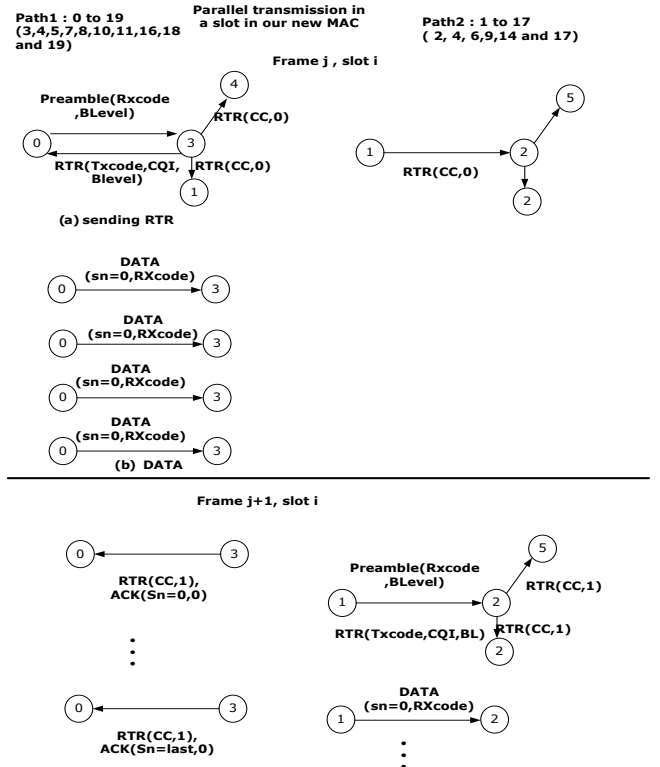 Path1 : 0 to 19
(3,4,5,7,8,10,11,16,18
and 19)
Parallel transmission in
a slot in our new MAC
Path2 : 1 to 17
( 2, 4, 6,9,14 and 17)
Frame j , slot i
4
Preamble(Rxcode
,BLevel)
RTR(CC,0)
0
3
RTR(Txcode,CQI,
Blevel)
RTR(CC,0)
1
(a) sending RTR
5
1
2
RTR(CC,0)
2
DATA
(sn=0,RXcode)
0
3
DATA
(sn=0,RXcode)
0
3
DATA
(sn=0,RXcode)
0
3
DATA
(sn=0,RXcode)
0
3
(b) DATA
Frame j+1, slot i
0
3
RTR(CC,1),
ACK(Sn=0,0)
5
Preamble(Rxcode
,BLevel)
RTR(CC,1)
1
2
RTR(Txcode,CQI,BL)
RTR(CC,1)
2
0
3
RTR(CC,1),
ACK(Sn=last,0)
DATA
(sn=0,RXcode)
1
2